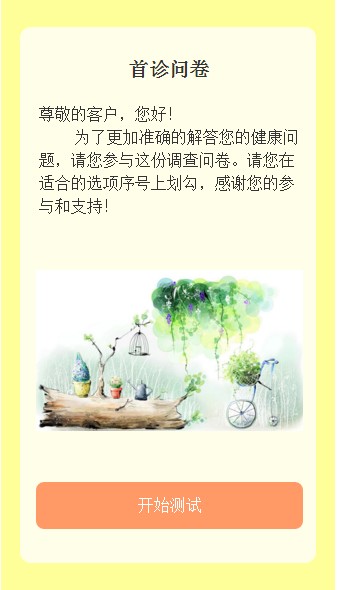 首诊问卷
尊敬的客户，您好！
为了更加准确的解答您的健康问
题，请您参与这份调查问卷。请您在
适合的选项序号上划勾，感谢您的参
与和支持！
开始测试